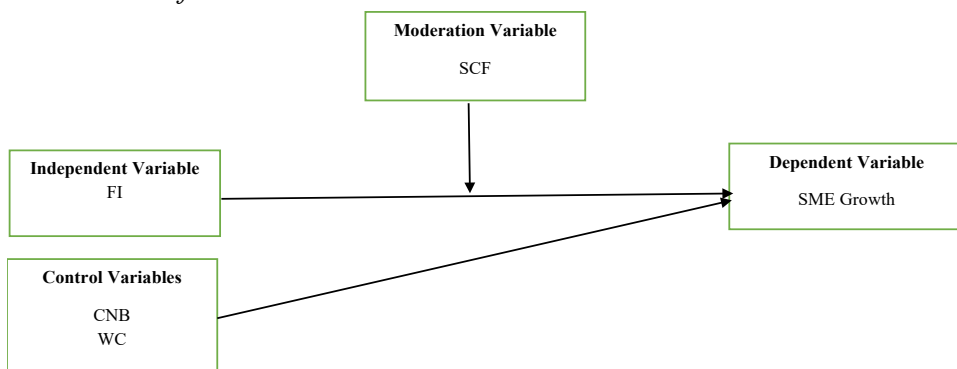 Moderation Variable
SCF
Independent Variable
FI
Dependent Variable
SME Growth
Control Variables
CNB
WC